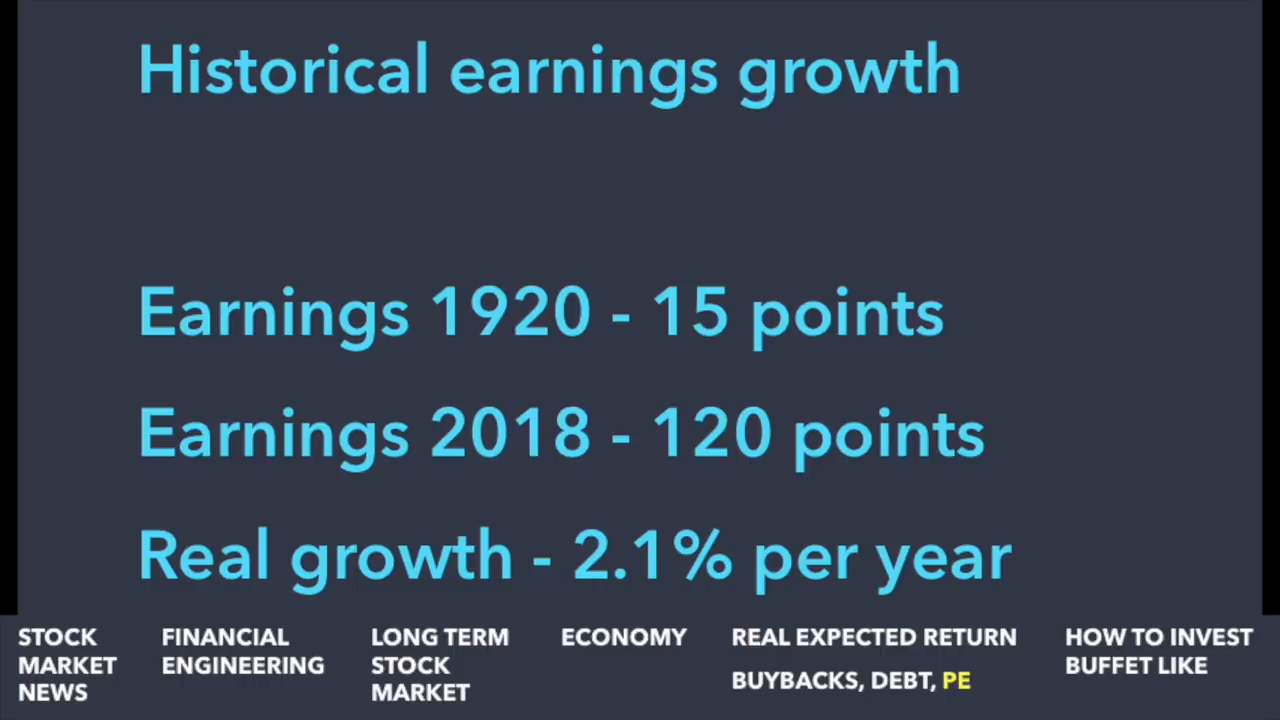 Historical earnings growth
Earnings 1920 - 15 points
Earnings 2018 - 120 points
Real growth - 2.1% per year
STOCK
MARKET
NEWS
FINANCIAL
ENGINEERING
LONG TERM
STOCK
MARKET
ECONOMY
REAL EXPECTED RETURN
BUYBACKS, DEBT, PE
HOW TO INVEST
BUFFET LIKE